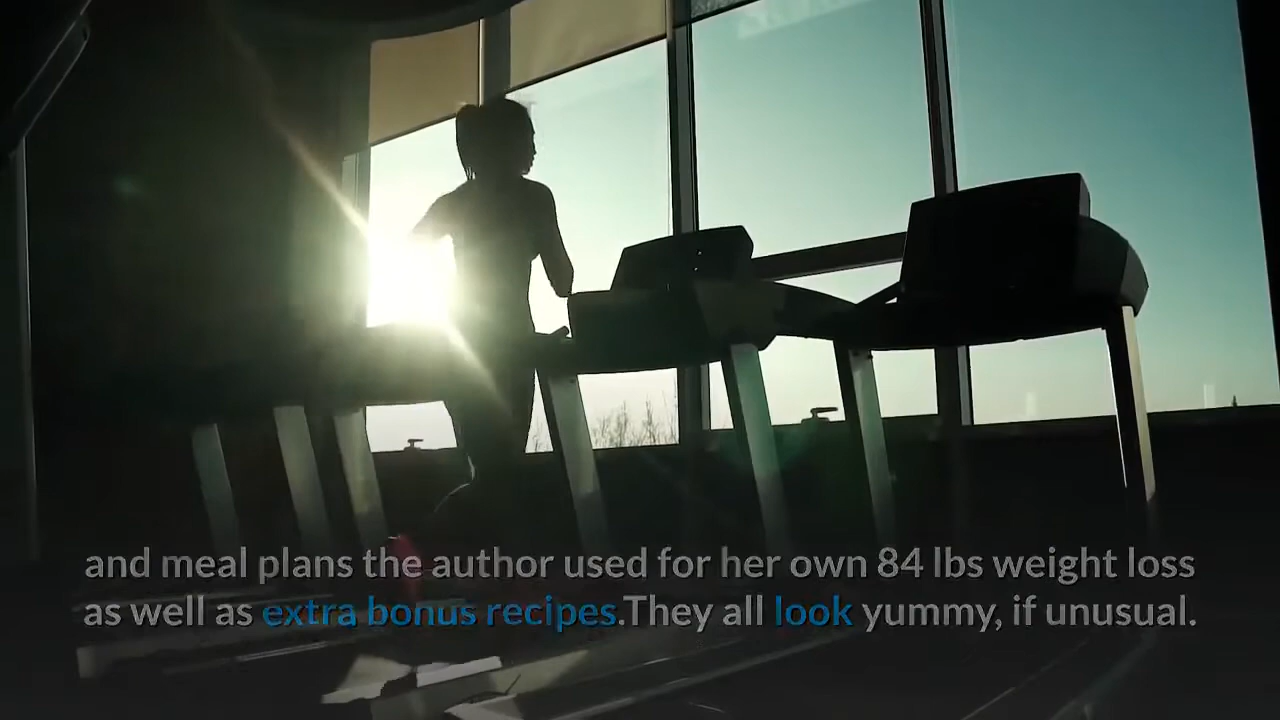 and meal plans the author used for her own 84 lbs weight loss
as well as extra bonus recipes.They all look yummy, if unusual.